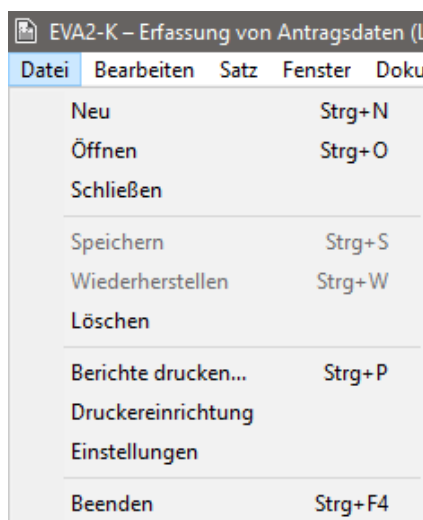 EVA2-K – Erfassung von Antragsdaten (L
Datei Bearbeiten Satz Fenster Doku
Neu Strg+N
Öffnen Strg+O
Schließen
Speichern Strg+S
Wiederherstellen Strg+W
Löschen
Berichte drucken... Strg+P
Druckereinrichtung
Einstellungen
Beenden Strg+F4